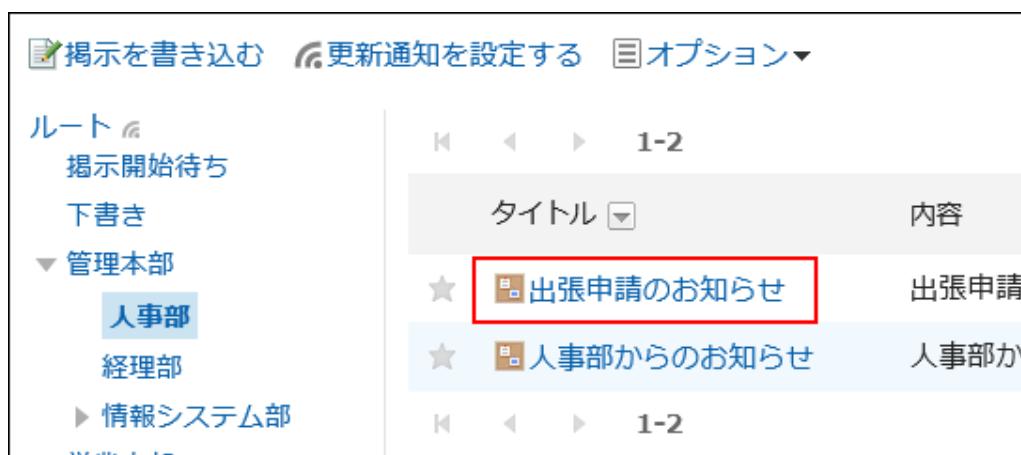 掲示を書き込む 更新通知を設定する オプション
ルート
掲示開始待ち
下書き
管理本部
人事部
経理部
情報システム部
1-2
タイトル 内容
出張申請のお知らせ 出張申請
人事部からのお知らせ 人事部か
1-2